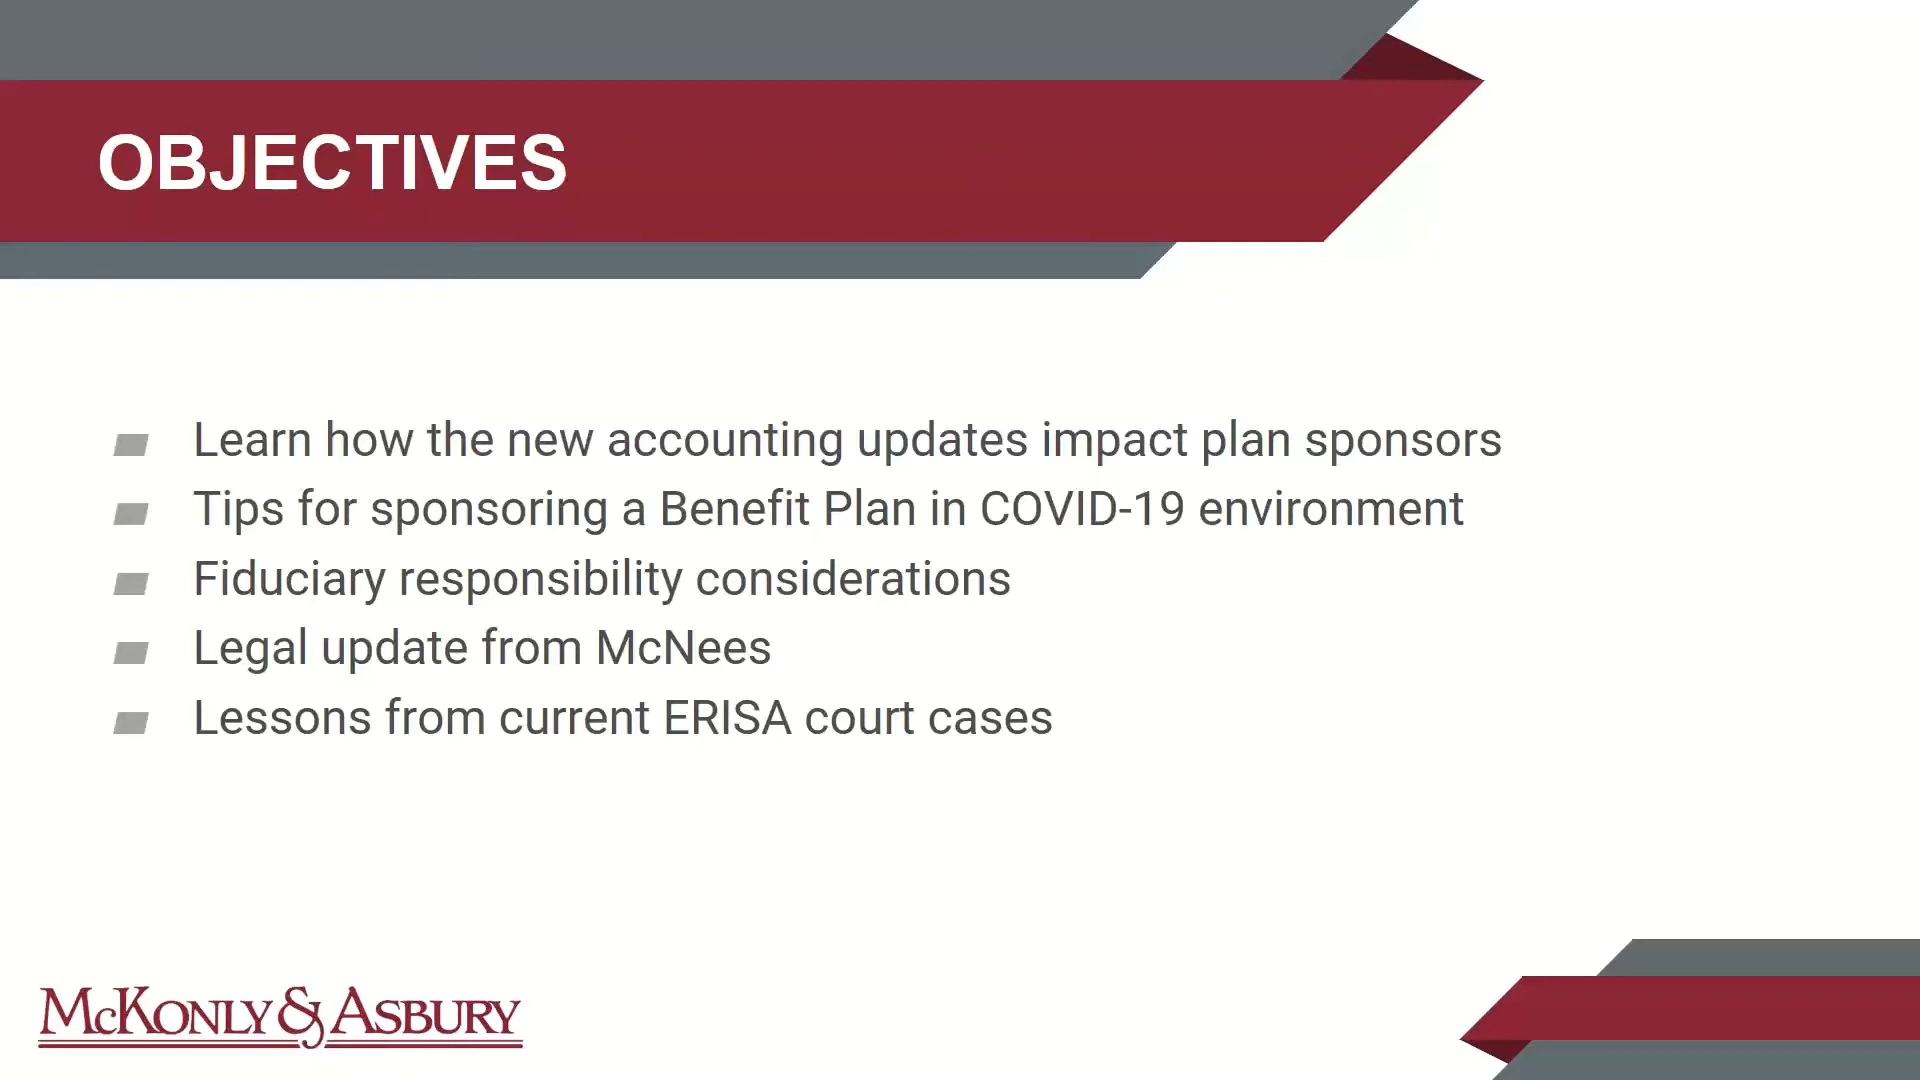 OBJECTIVES
Learn how the new accounting updates impact plan sponsors
Tips for sponsoring a Benefit Plan in COVID-19 environment
Fiduciary responsibility considerations
Legal update from McNees
Lessons from current ERISA court cases
McKonly & Asbury